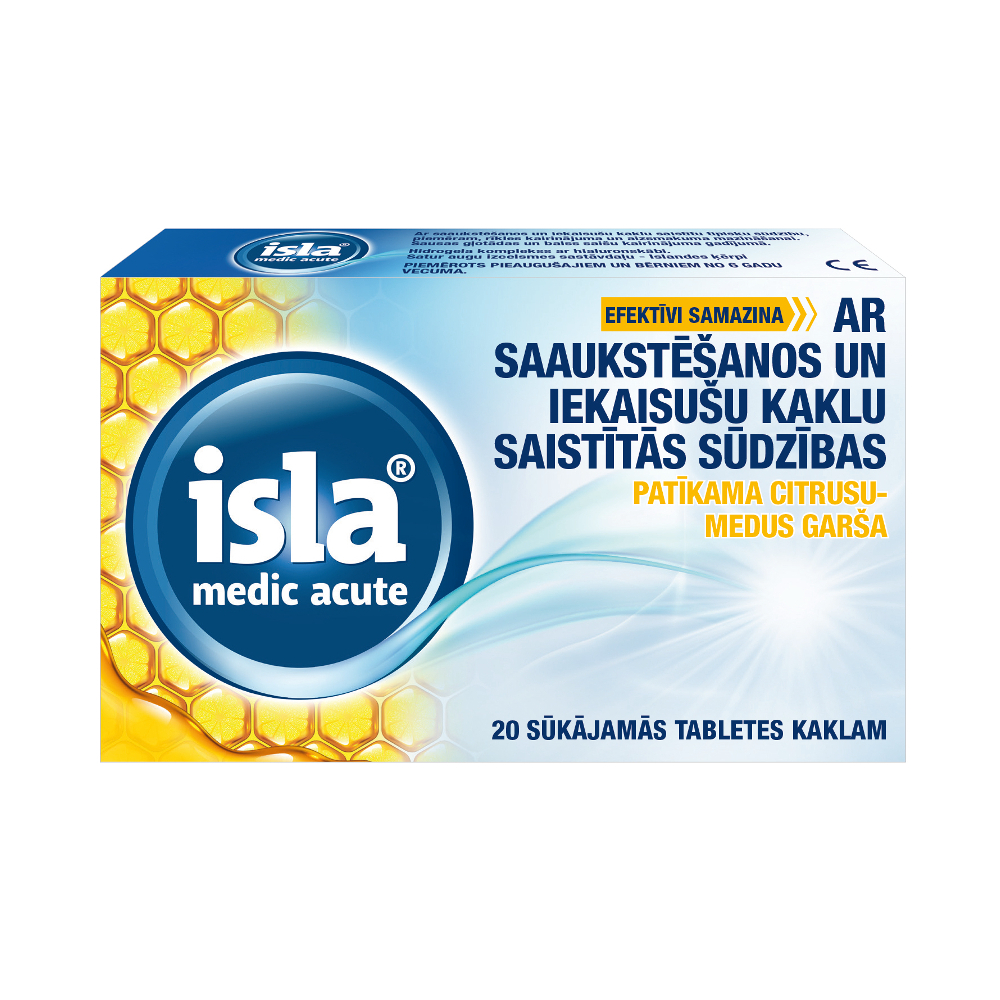 isla®
medic acute
Ar saaukstēšanos un iekaisušu kaklu saistītu tipisku sūdzību,
piemēram, rīkles kairinājuma un aizsmakuma mazināšanai.
Sausas gļotādas un balss saišu kairinājuma gadījumā.
Hidrogela komplekss ar hialuronskābi.
Satur augu izcelsmes sastāvdaļu - Islandes ķērpi
PIEMĒROTS PIEAUGUŠAJIEM UN BĒRNIEM NO 6 GADU
VECUMA.
CE
EFEKTĪVI SAMAZINA AR
SAAUKSTĒŠANOS UN
IEKAISUŠU KAKLU
SAISTĪTĀS SŪDZĪBAS
PATĪKAMA CITRUSU-
MEDUS GARŠA
isla®
medic acute
20 SŪKĀJAMĀS TABLETES KAKLAM